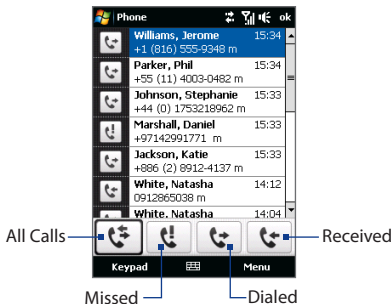 Phone ok
Williams, Jerome 15:34
+1 (816) 555-9348 m
Parker, Phil 15:34
+55 (11) 4003-0482 m
Johnson, Stephanie 15:33
+44 (0) 1753218962 m
Marshall, Daniel 15:33
+97142991771 m
Jackson, Katie 15:33
+886 (2) 8912-4137 m
White, Natasha 14:12
0912865038 m
White, Natasha 14:04
All Calls Received
Keypad Menu
Missed Dialed